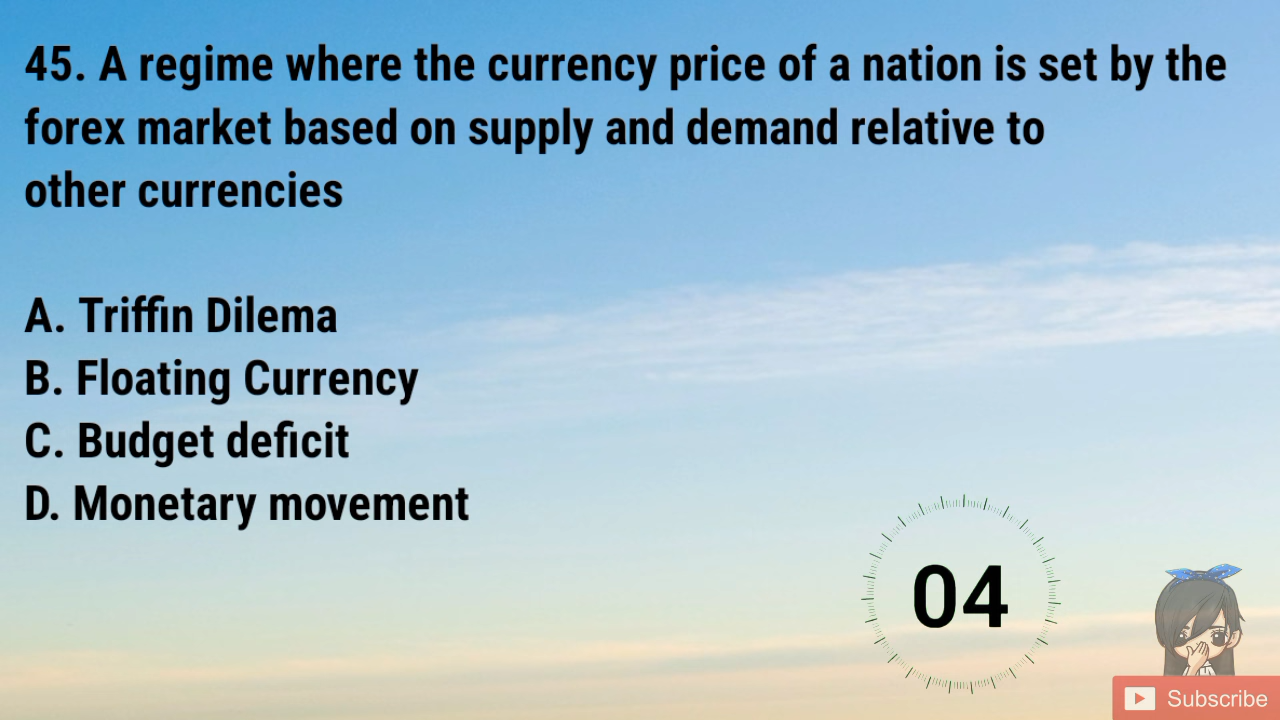 45. A regime where the currency price of a nation is set by the
forex market based on supply and demand relative to
other currencies
A. Triffin Dilema
B. Floating Currency
C. Budget deficit
D. Monetary movement
04
Subscribe